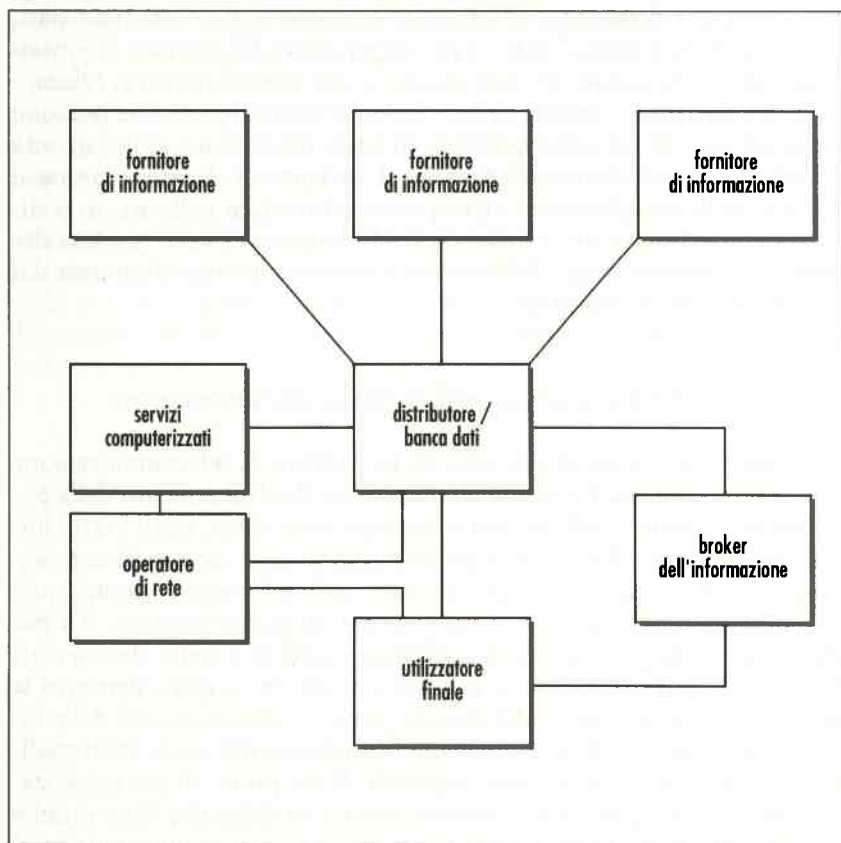 fornitore
di informazione
fornitore
di informazione
fornitore
di informazione
servizi
computerizzati
distributore /
banca dati
operatore
di rete
broker
dell'informazione
utilizzatore
finale